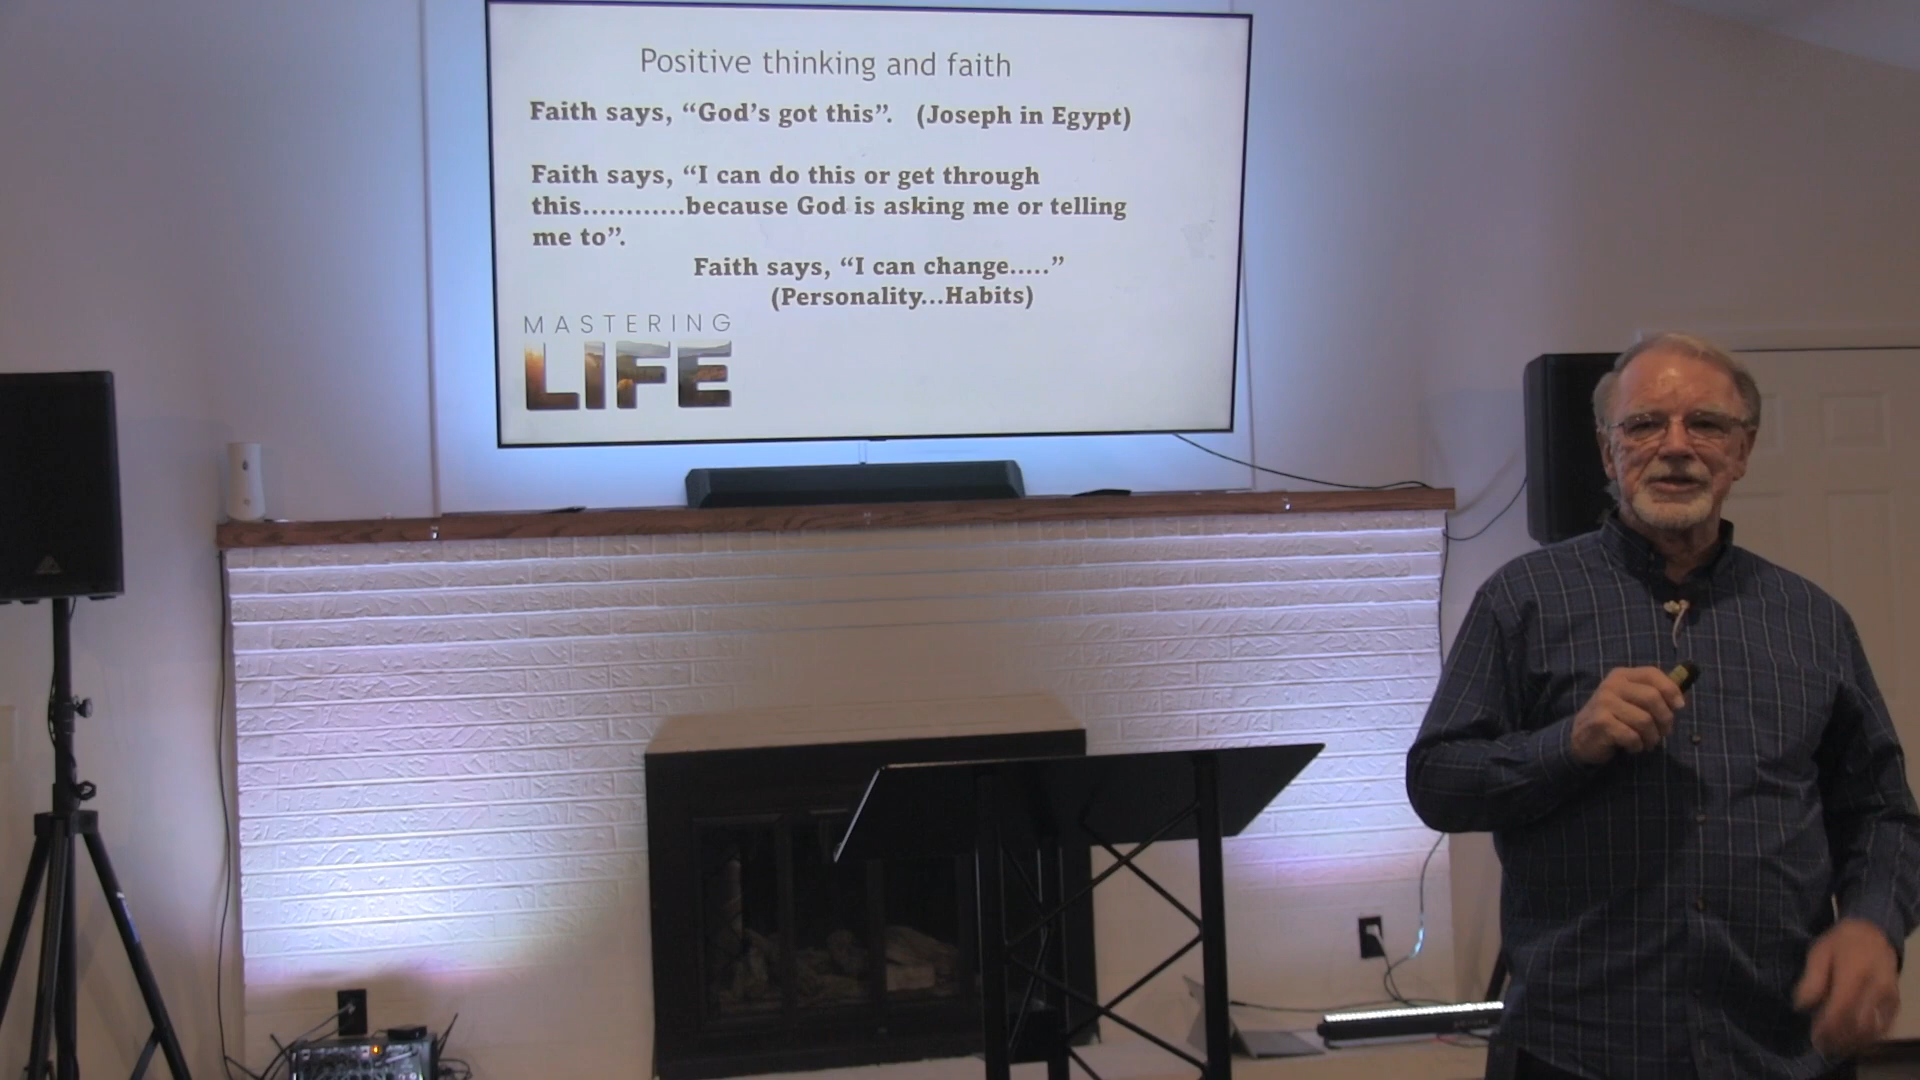 Positive thinking and faith
Faith says, “God’s got this”. (Joseph in Egypt)
Faith says, “I can do this or get through
this............because God is asking me or telling
me to”.
Faith says, “I can change.....”
(Personality...Habits)
MASTERING
LIFE